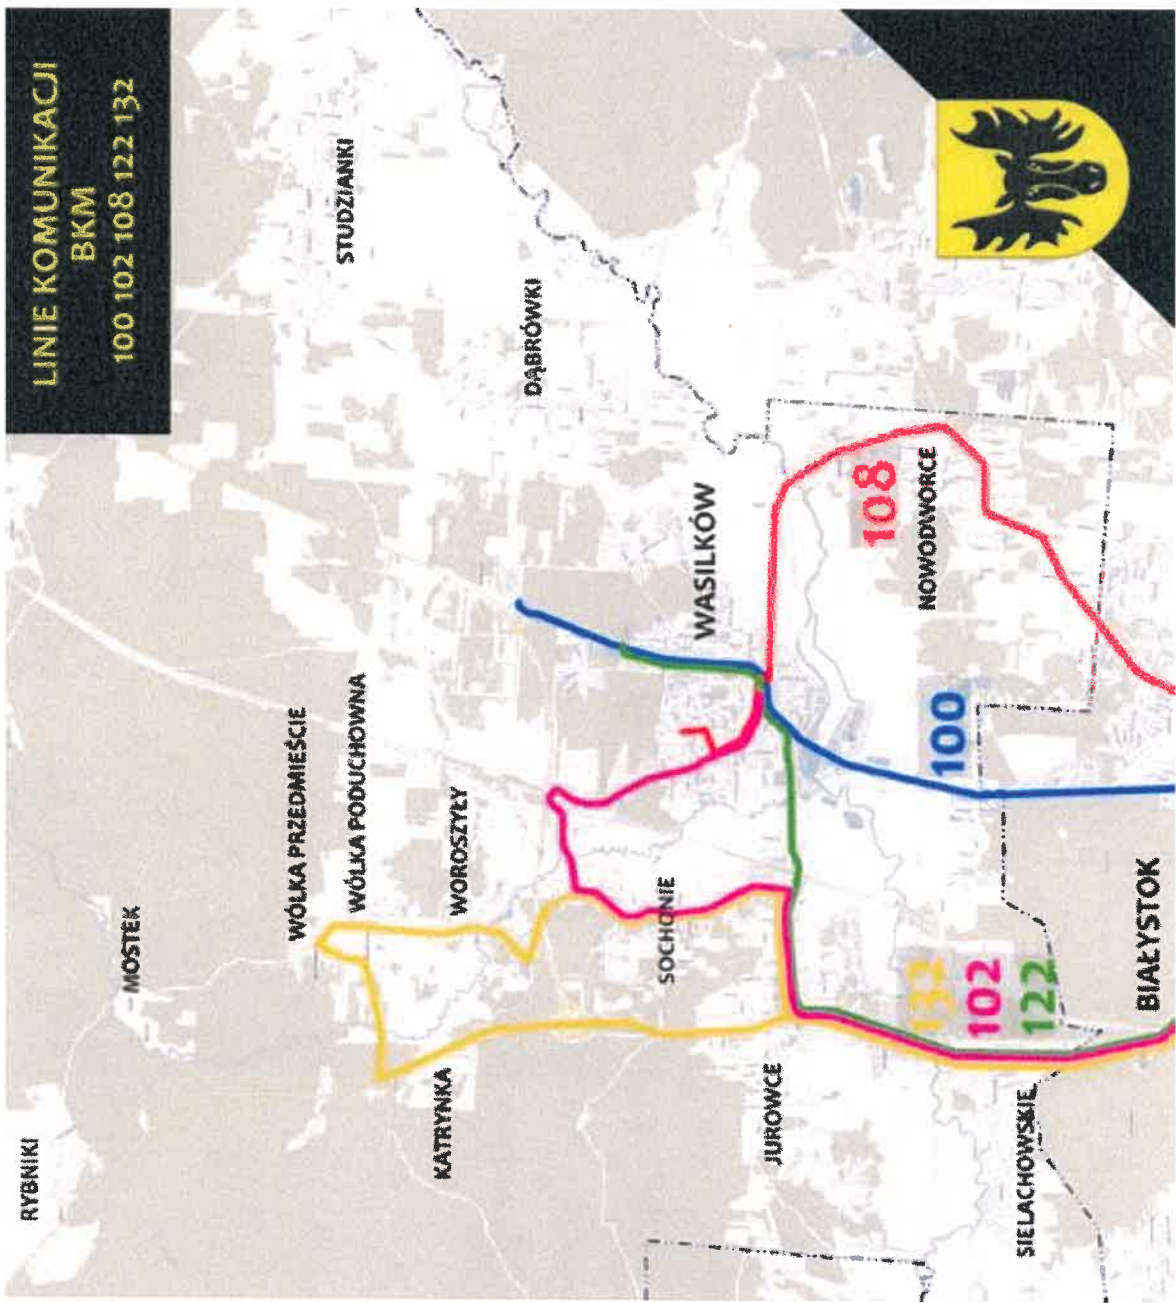 LINIE KOMUNIKACJI
BKM
100 102 108 122 132
RYBNIKI
MOSTEK
WÓLKA PRZEDMIEŚCIE
WÓLKA PODUCHOWNA
STUDZIANKI
KATRYNKA
WOROSZYŁY
DĄBRÓWKI
SOCHONIE
WASILKÓW
JUROWCE
108
NOWODWORCE
132
102
122
100
SIELACHOWSKIE
BIAŁYSTOK